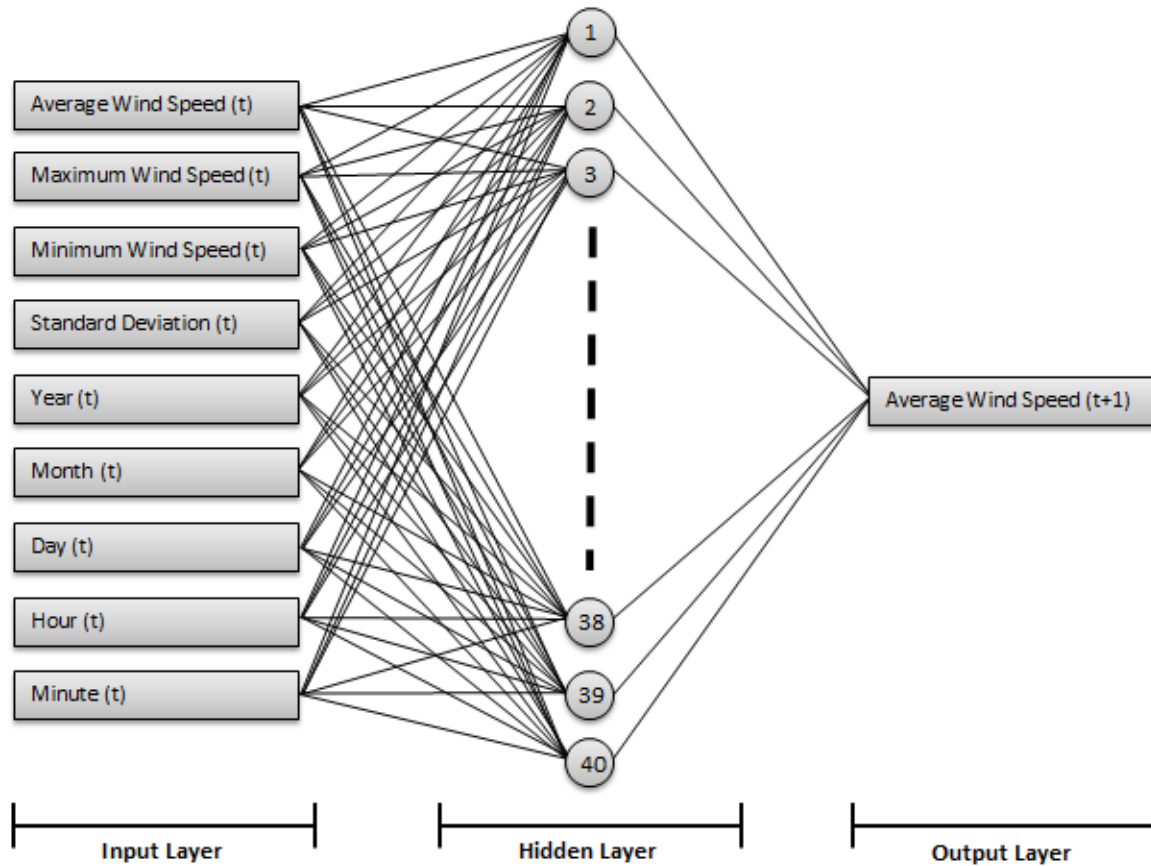 Average Wind Speed (t)
Maximum Wind Speed (t)
Minimum Wind Speed (t)
Standard Deviation (t)
Year (t)
Month (t)
Day (t)
Hour (t)
Minute (t)
1
2
3
38
39
40
Average Wind Speed (t+1)
Input Layer
Hidden Layer
Output Layer